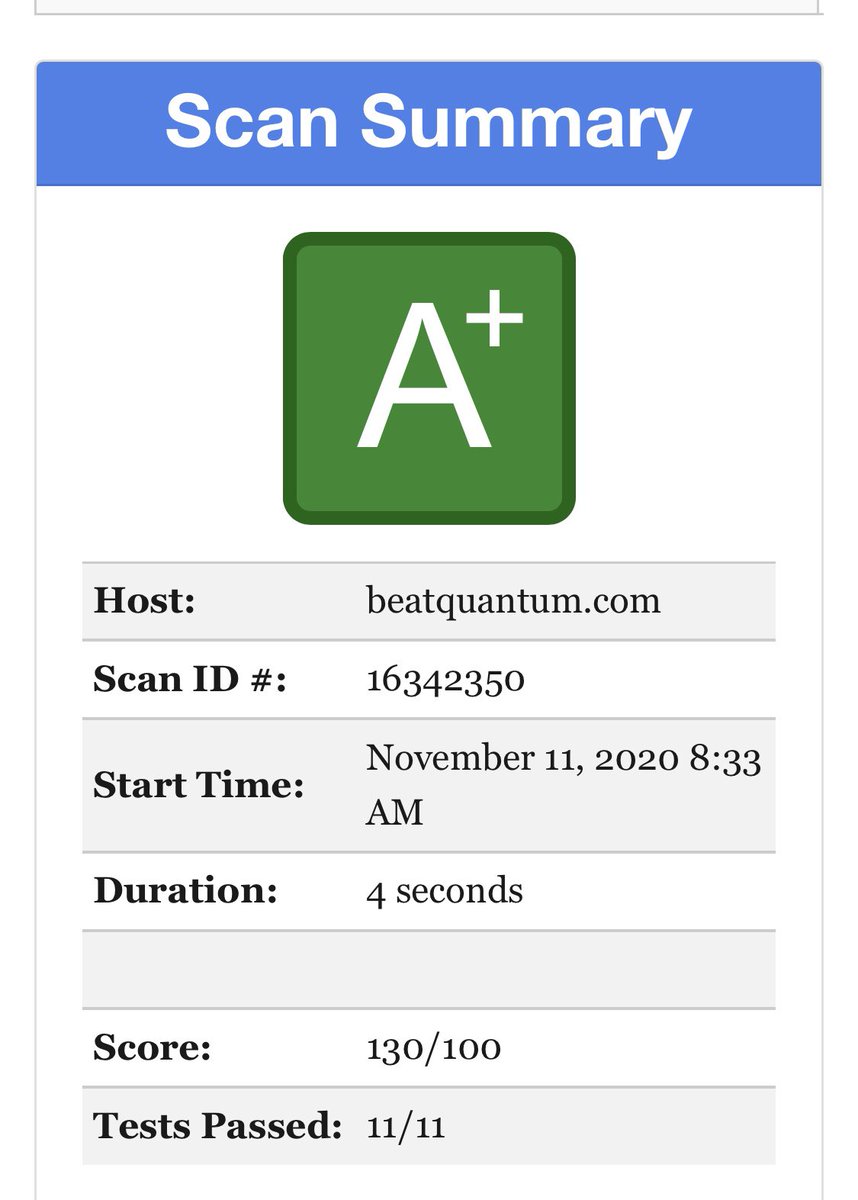 Scan Summary
A+
Host: beatquantum.com
Scan ID #: 16342350
Start Time: November 11, 2020 8:33
AM
Duration: 4 seconds
Score: 130/100
Tests Passed: 11/11